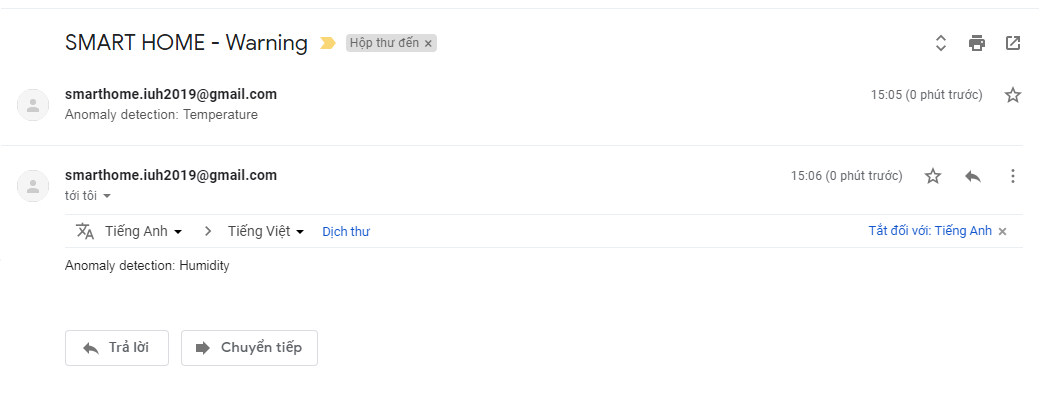 SMART HOME - Warning Hộp thư đến ×
smarthome.iuh2019@gmail.com 15:05 (0 phút trước)
Anomaly detection: Temperature
smarthome.iuh2019@gmail.com 15:06 (0 phút trước)
tới tôi
Tiếng Anh > Tiếng Việt Dịch thư Tắt đối với: Tiếng Anh ×
Anomaly detection: Humidity
Trả lời Chuyển tiếp